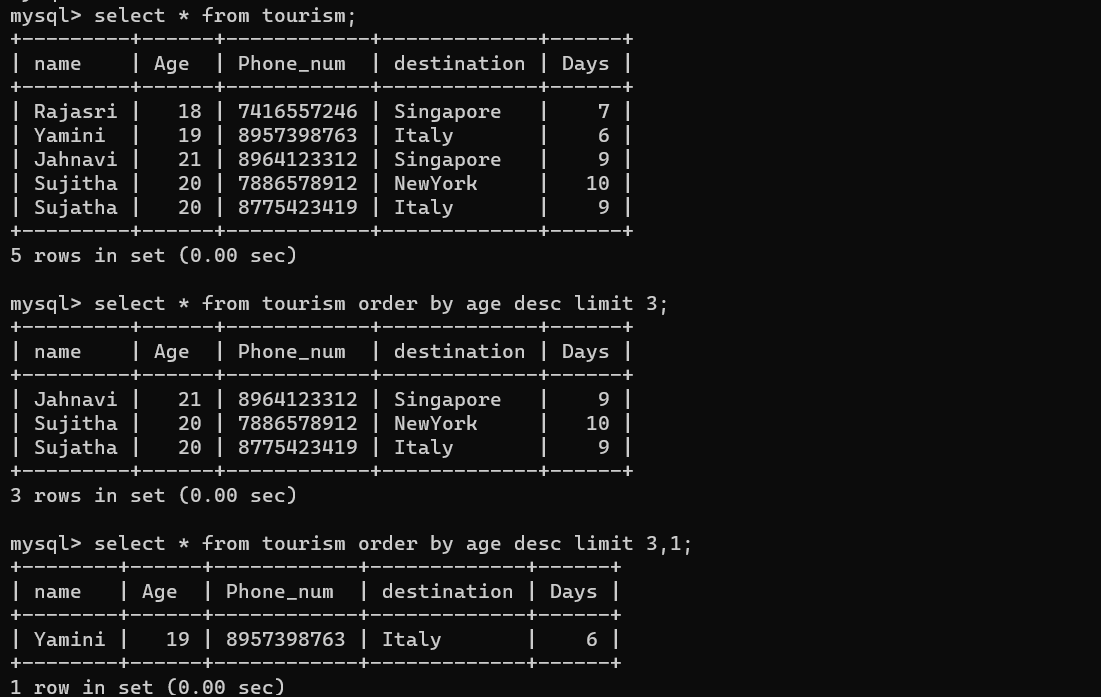 mysql> select * from tourism;
+---------+------+------------+-------------+------+
| name    | Age  | Phone_num  | destination | Days |
+---------+------+------------+-------------+------+
| Rajasri |   18 | 7416557246 | Singapore   |    7 |
| Yamini  |   19 | 8957398763 | Italy       |    6 |
| Jahnavi |   21 | 8964123312 | Singapore   |    9 |
| Sujitha |   20 | 7886578912 | NewYork     |   10 |
| Sujatha |   20 | 8775423419 | Italy       |    9 |
+---------+------+------------+-------------+------+
5 rows in set (0.00 sec)
mysql> select * from tourism order by age desc limit 3;
+---------+------+------------+-------------+------+
| name    | Age  | Phone_num  | destination | Days |
+---------+------+------------+-------------+------+
| Jahnavi |   21 | 8964123312 | Singapore   |    9 |
| Sujitha |   20 | 7886578912 | NewYork     |   10 |
| Sujatha |   20 | 8775423419 | Italy       |    9 |
+---------+------+------------+-------------+------+
3 rows in set (0.00 sec)
mysql> select * from tourism order by age desc limit 3,1;
+--------+------+------------+-------------+------+
| name   | Age  | Phone_num  | destination | Days |
+--------+------+------------+-------------+------+
| Yamini |   19 | 8957398763 | Italy       |    6 |
+--------+------+------------+-------------+------+
1 row in set (0.00 sec)